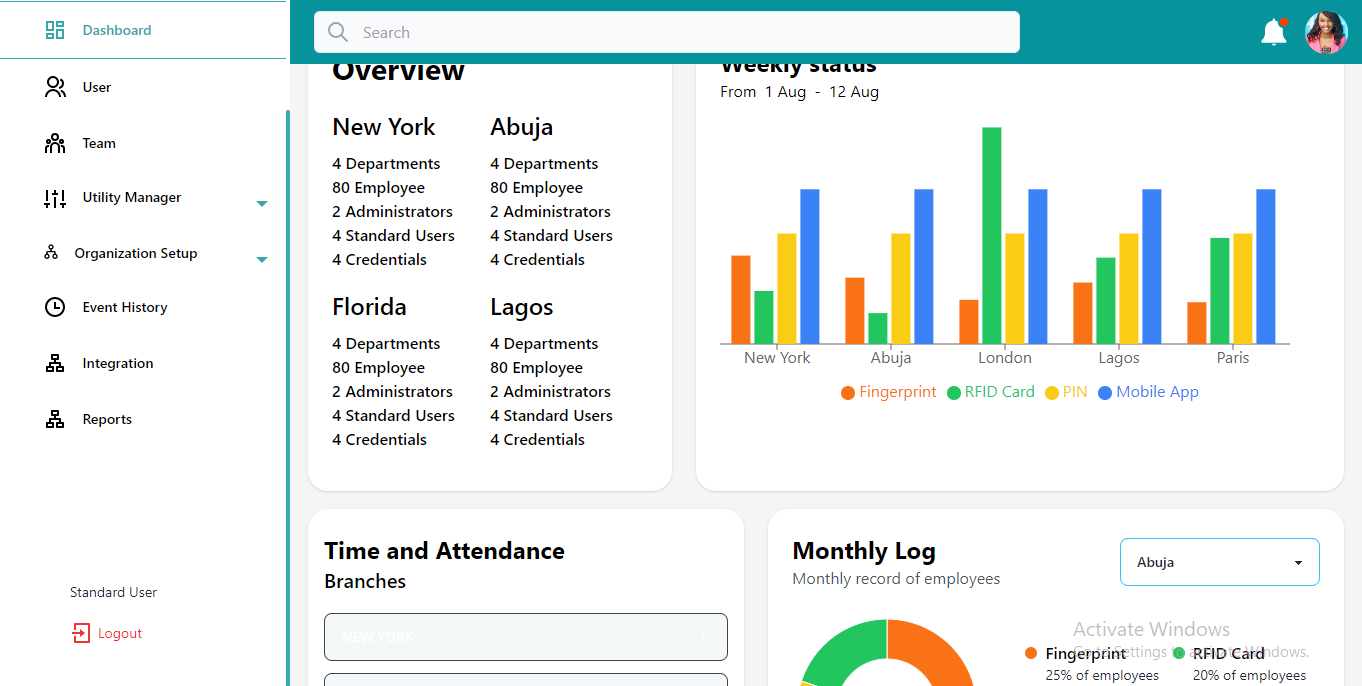 Dashboard
User
Team
Utility Manager
Organization Setup
Event History
Integration
Reports
Standard User
Logout
Search
Overview
New York
4 Departments
80 Employee
2 Administrators
4 Standard Users
4 Credentials
Abuja
4 Departments
80 Employee
2 Administrators
4 Standard Users
4 Credentials
Florida
4 Departments
80 Employee
2 Administrators
4 Standard Users
4 Credentials
Lagos
4 Departments
80 Employee
2 Administrators
4 Standard Users
4 Credentials
Weekly status
From 1 Aug - 12 Aug
New York Abuja London Lagos Paris
Fingerprint RFID Card PIN Mobile App
Time and Attendance
Branches
NEW YORK
Monthly Log
Monthly record of employees
Abuja
Activate Windows
Go to Settings to activate Windows.
Fingerprint RFID Card
25% of employees 20% of employees